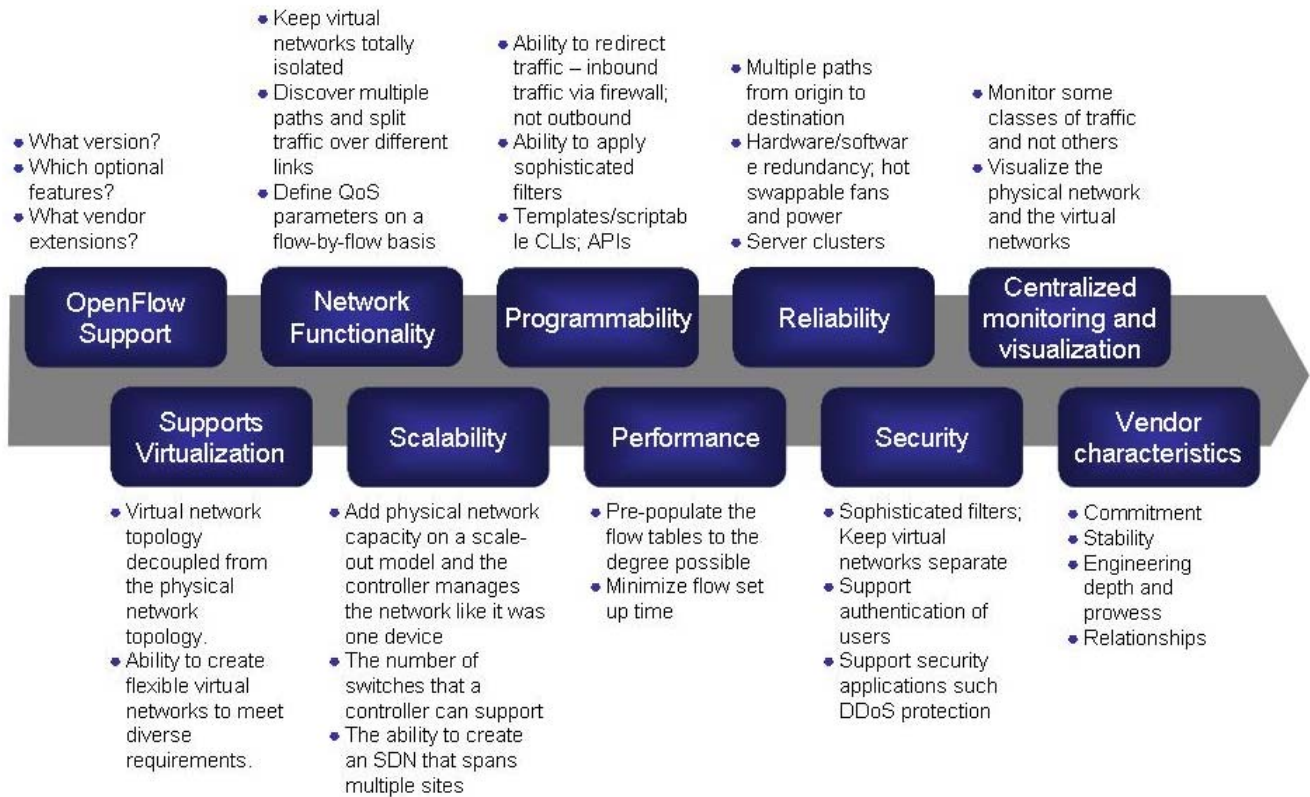 • What version?
• Which optional
features?
• What vendor
extensions?
• Keep virtual
networks totally
isolated
• Discover multiple
paths and split
traffic over different
links
• Define QoS
parameters on a
flow-by-flow basis
• Ability to redirect
traffic – inbound
traffic via firewall;
not outbound
• Ability to apply
sophisticated
filters
• Templates/scriptab
le CLIs; APIs
• Multiple paths
from origin to
destination
• Hardware/softwar
e redundancy; hot
swappable fans
and power
• Server clusters
• Monitor some
classes of traffic
and not others
• Visualize the
physical network
and the virtual
networks
OpenFlow
Support
Network
Functionality
Programmability
Reliability
Centralized
monitoring and
visualization
Supports
Virtualization
Scalability
Performance
Security
Vendor
characteristics
• Virtual network
topology
decoupled from
the physical
network
topology.
• Ability to create
flexible virtual
networks to meet
diverse
requirements.
• Add physical network
capacity on a scale-
out model and the
controller manages
the network like it was
one device
• The number of
switches that a
controller can support
• The ability to create
an SDN that spans
multiple sites
• Pre-populate the
flow tables to the
degree possible
• Minimize flow set
up time
• Sophisticated filters;
Keep virtual
networks separate
• Support
authentication of
users
• Support security
applications such
DDoS protection
• Commitment
• Stability
• Engineering
depth and
prowess
• Relationships